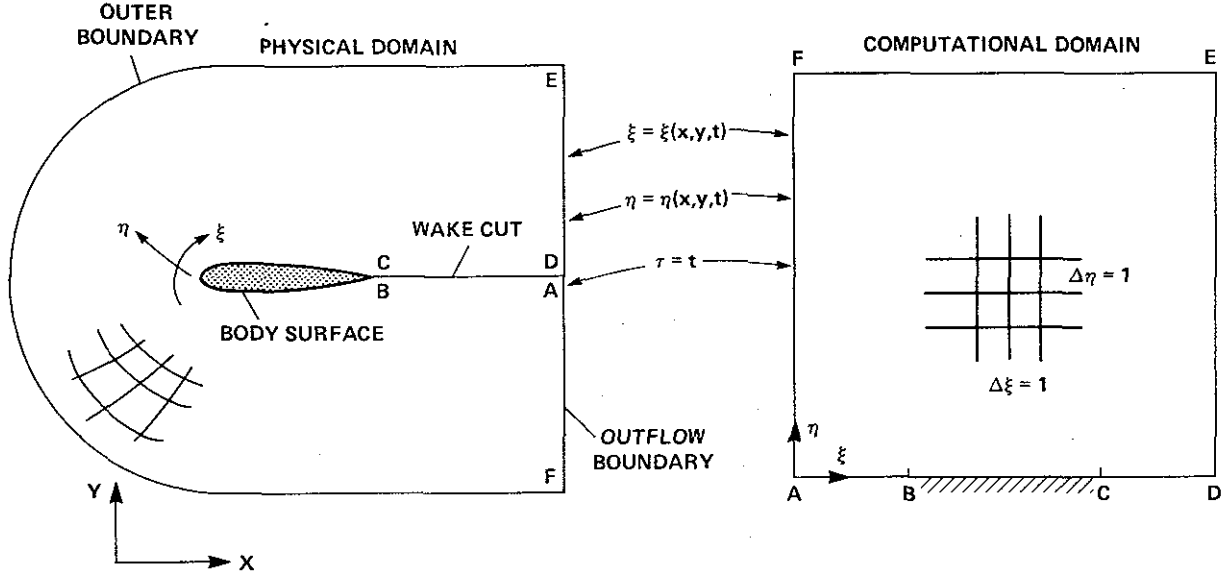 OUTER
BOUNDARY
PHYSICAL DOMAIN
E
η
ξ
WAKE CUT
C
B
D
A
BODY SURFACE
OUTFLOW
BOUNDARY
F
Y
X
ξ = ξ(x,y,t)
η = η(x,y,t)
τ = t
COMPUTATIONAL DOMAIN
F
E
Δη = 1
Δξ = 1
η
ξ
A
B
C
D